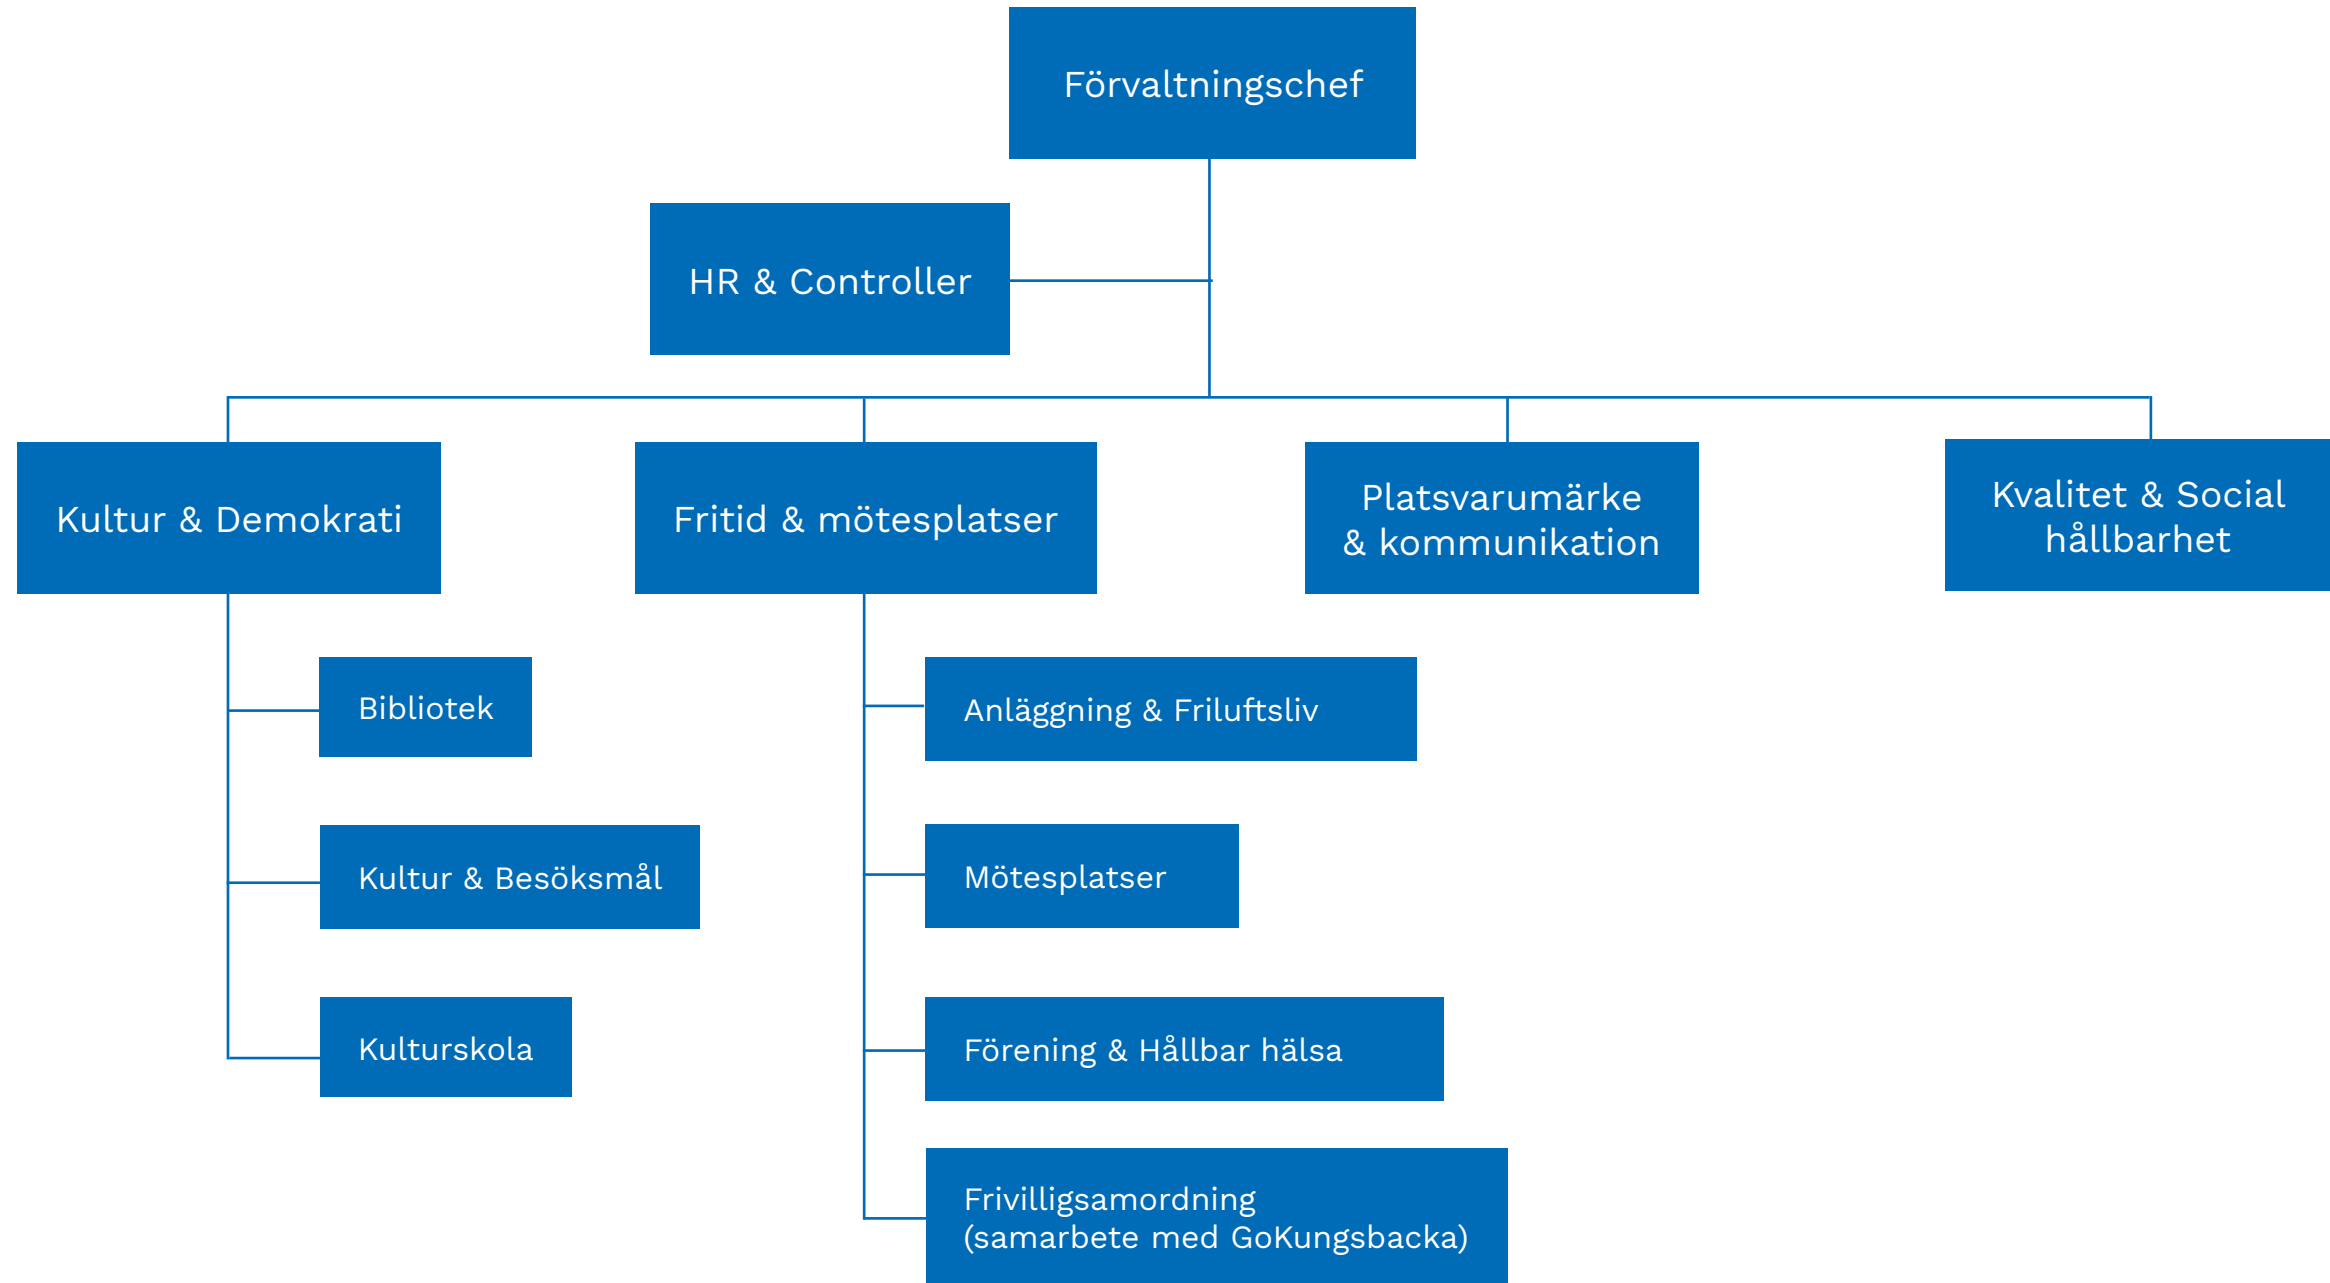 Förvaltningschef
HR & Controller
Kultur & Demokrati
Fritid & mötesplatser
Platsvarumärke
& kommunikation
Kvalitet & Social
hållbarhet
Bibliotek
Kultur & Besöksmål
Kulturskola
Anläggning & Friluftsliv
Mötesplatser
Förening & Hållbar hälsa
Frivilligsamordning
(samarbete med GoKungsbacka)